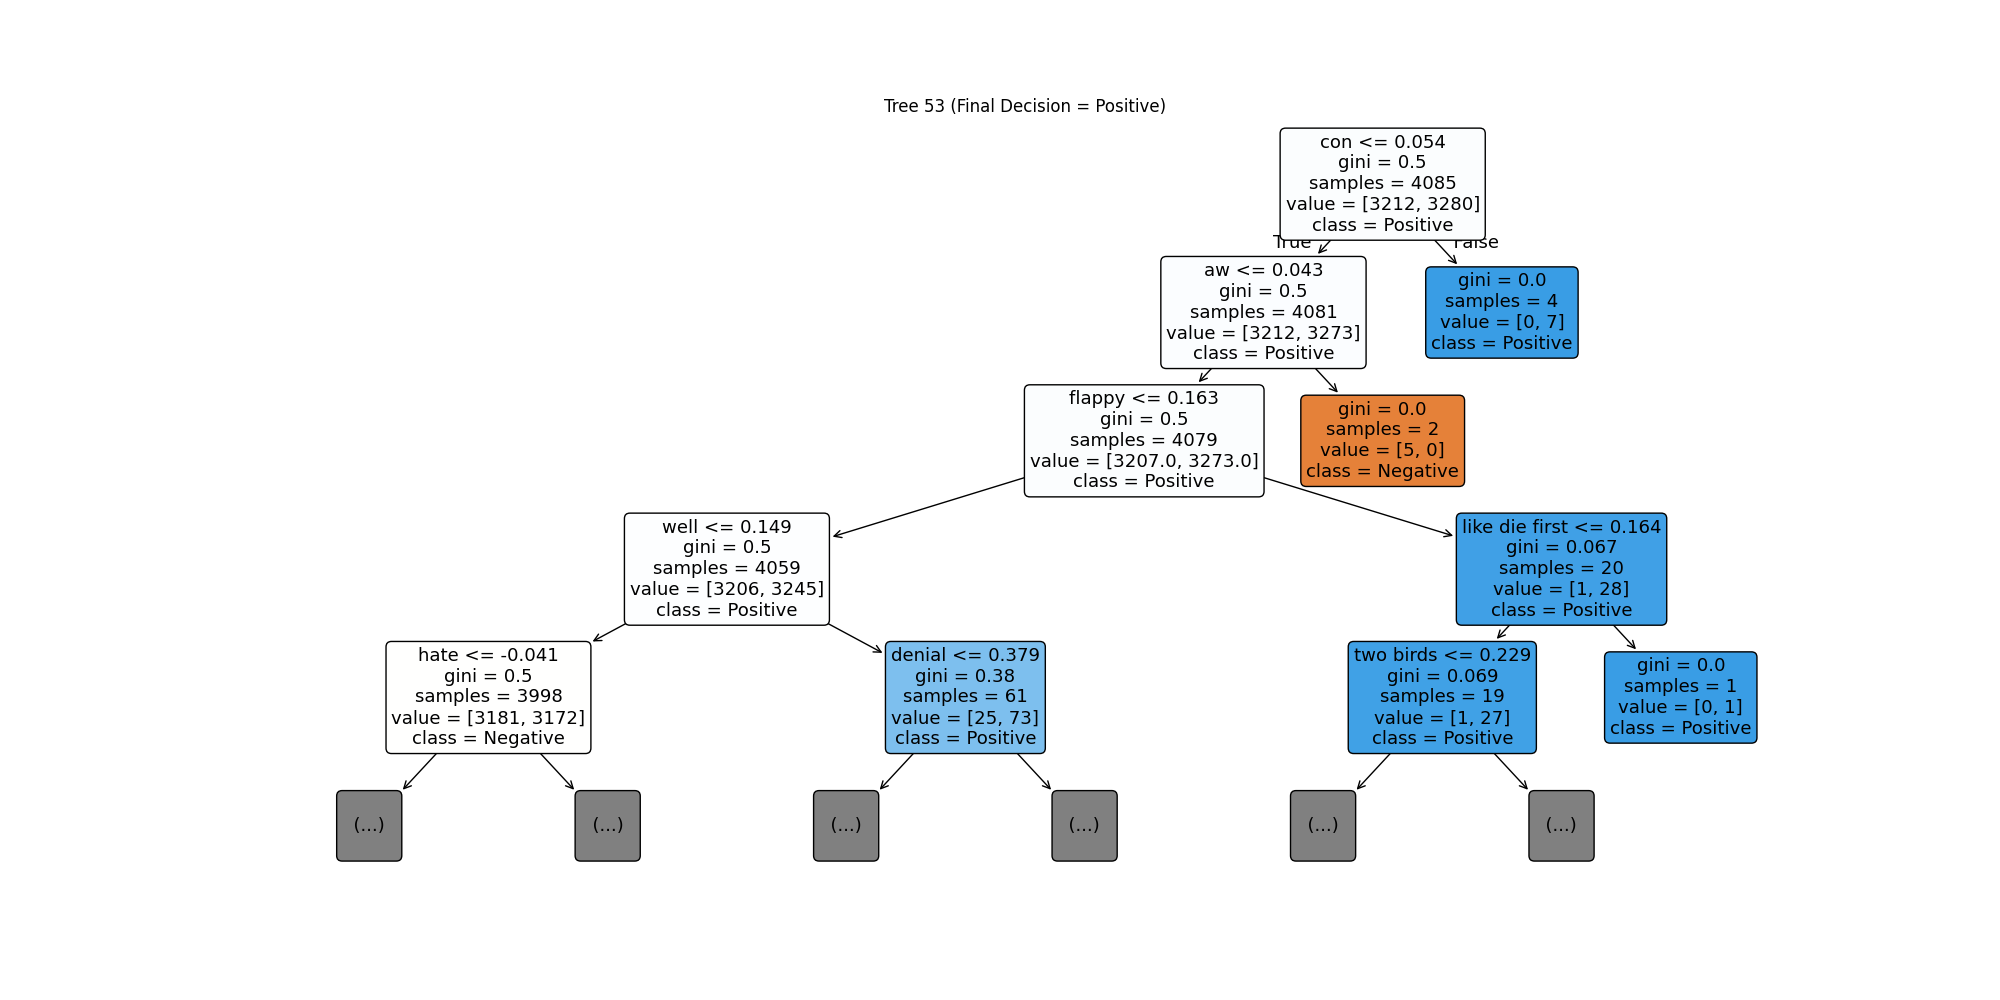 Tree 53 (Final Decision = Positive)
con <= 0.054
gini = 0.5
samples = 4085
value = [3212, 3280]
class = Positive
True
False
aw <= 0.043
gini = 0.5
samples = 4081
value = [3212, 3273]
class = Positive
gini = 0.0
samples = 4
value = [0, 7]
class = Positive
flappy <= 0.163
gini = 0.5
samples = 4079
value = [3207.0, 3273.0]
class = Positive
gini = 0.0
samples = 2
value = [5, 0]
class = Negative
well <= 0.149
gini = 0.5
samples = 4059
value = [3206, 3245]
class = Positive
like die first <= 0.164
gini = 0.067
samples = 20
value = [1, 28]
class = Positive
hate <= -0.041
gini = 0.5
samples = 3998
value = [3181, 3172]
class = Negative
denial <= 0.379
gini = 0.38
samples = 61
value = [25, 73]
class = Positive
two birds <= 0.229
gini = 0.069
samples = 19
value = [1, 27]
class = Positive
gini = 0.0
samples = 1
value = [0, 1]
class = Positive
(...)
(...)
(...)
(...)
(...)
(...)